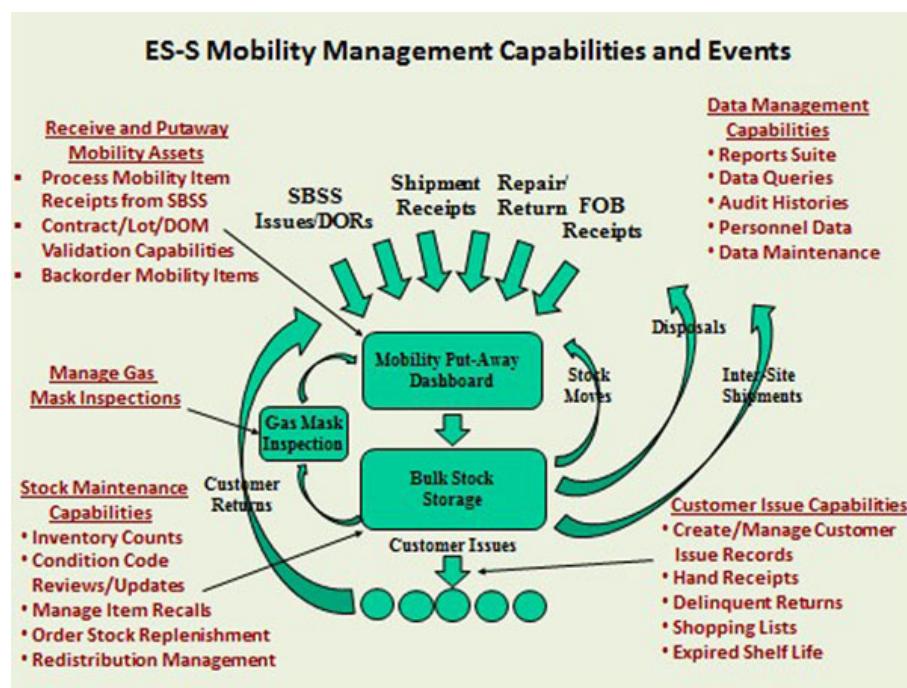 ES-S Mobility Management Capabilities and Events
Receive and Putaway
Mobility Assets
▪ Process Mobility Item
Receipts from SBSS
▪ Contract/Lot/DOM
Validation Capabilities
▪ Backorder Mobility Items
SBSS
Issues/DORs
Shipment
Receipts
Repair/
Return
FOB
Receipts
Data Management
Capabilities
• Reports Suite
• Data Queries
• Audit Histories
• Personnel Data
• Data Maintenance
Mobility Put-Away
Dashboard
Stock
Moves
Disposals
Inter-Site
Shipments
Manage Gas
Mask Inspections
Gas Mask
Inspection
Customer
Returns
Bulk Stock
Storage
Customer Issues
Stock Maintenance
Capabilities
• Inventory Counts
• Condition Code
Reviews/Updates
• Manage Item Recalls
• Order Stock Replenishment
• Redistribution Management
Customer Issue Capabilities
• Create/Manage Customer
Issue Records
• Hand Receipts
• Delinquent Returns
• Shopping Lists
• Expired Shelf Life